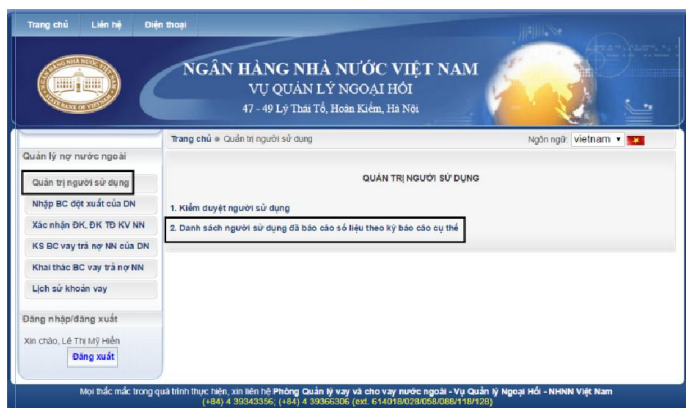 Trang chủ Liên hệ Điện thoại
NGÂN HÀNG NHÀ NƯỚC VIỆT NAM
VỤ QUẢN LÝ NGOẠI HỐI
47 - 49 Lý Thái Tổ, Hoàn Kiếm, Hà Nội
Trang chủ Quản trị người sử dụng
Ngôn ngữ: vietnam
Quản lý nợ nước ngoài
Quản trị người sử dụng
Nhập BC đột xuất của DN
Xác nhận ĐK, ĐK TĐ KV NN
KS BC vay trả nợ NN của DN
Khai thác BC vay trả nợ NN
Lịch sử khoản vay
Đăng nhập/đăng xuất
Xin chào, Lê Thị Mỹ Hiền
Đăng xuất
QUẢN TRỊ NGƯỜI SỬ DỤNG
1. Kiểm duyệt người sử dụng
2. Danh sách người sử dụng đã báo cáo số liệu theo kỳ báo cáo cụ thể
Mọi thắc mắc trong quá trình thực hiện, xin liên hệ Phòng Quản lý vay và cho vay nước ngoài - Vụ Quản lý Ngoại Hối - NHNN Việt Nam
(+84) 4 39343356; (+84) 4 39366306 (ext. 614018/028/058/088/118/128)